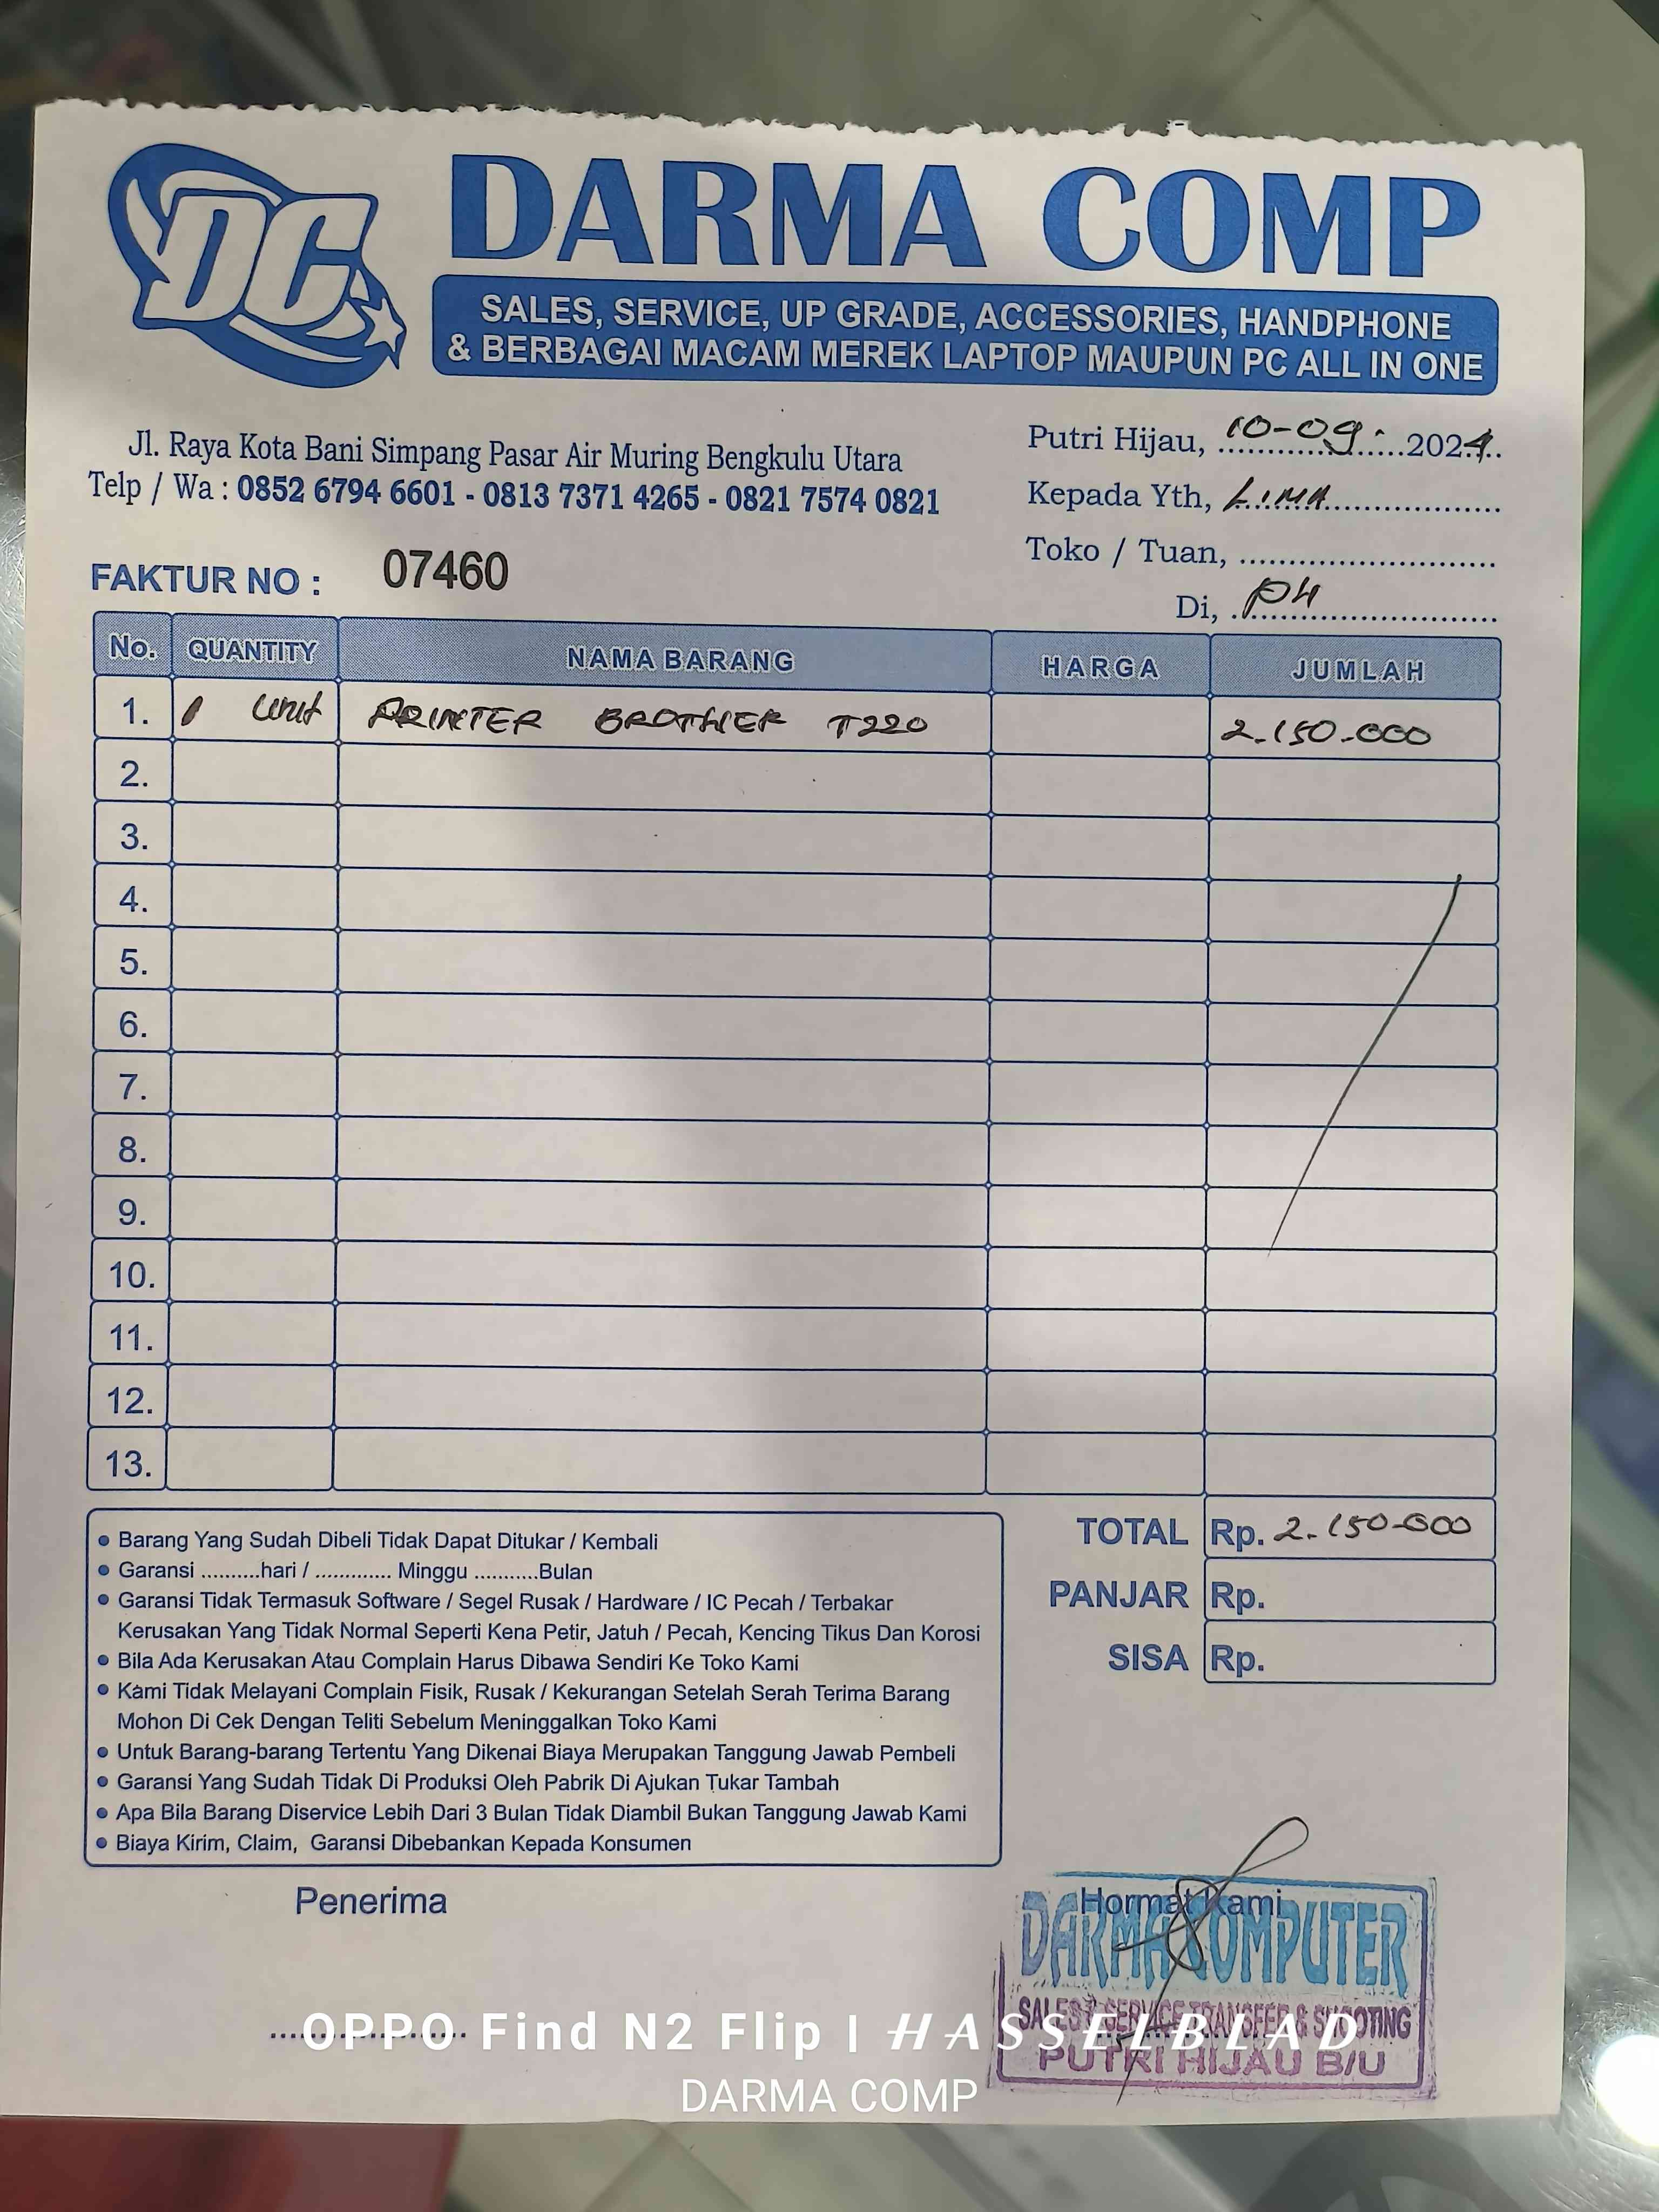 DC
DARMA COMP
SALES, SERVICE, UP GRADE, ACCESSORIES, HANDPHONE
& BERBAGAI MACAM MEREK LAPTOP MAUPUN PC ALL IN ONE
Jl. Raya Kota Bani Simpang Pasar Air Muring Bengkulu Utara
Telp / Wa : 0852 6794 6601 - 0813 7371 4265 - 0821 7574 0821
Putri Hijau, 10-09-2024
Kepada Yth, LIMA
Toko / Tuan, ..........................
Di, PH
FAKTUR NO : 07460
No. QUANTITY NAMA BARANG HARGA JUMLAH
1. 1 Unit PRINTER BROTHER T220 2.150.000
2.
3.
4.
5.
6.
7.
8.
9.
10.
11.
12.
13.
TOTAL Rp. 2.150.000
PANJAR Rp.
SISA Rp.
• Barang Yang Sudah Dibeli Tidak Dapat Ditukar / Kembali
• Garansi ..........hari / ............. Minggu ...........Bulan
• Garansi Tidak Termasuk Software / Segel Rusak / Hardware / IC Pecah / Terbakar
Kerusakan Yang Tidak Normal Seperti Kena Petir, Jatuh / Pecah, Kencing Tikus Dan Korosi
• Bila Ada Kerusakan Atau Complain Harus Dibawa Sendiri Ke Toko Kami
• Kami Tidak Melayani Complain Fisik, Rusak / Kekurangan Setelah Serah Terima Barang
Mohon Di Cek Dengan Teliti Sebelum Meninggalkan Toko Kami
• Untuk Barang-barang Tertentu Yang Dikenai Biaya Merupakan Tanggung Jawab Pembeli
• Garansi Yang Sudah Tidak Di Produksi Oleh Pabrik Di Ajukan Tukar Tambah
• Apa Bila Barang Diservice Lebih Dari 3 Bulan Tidak Diambil Bukan Tanggung Jawab Kami
• Biaya Kirim, Claim, Garansi Dibebankan Kepada Konsumen
Penerima
Hormat Kami
DARMA COMPUTER
SALES & SERVICE TRANSFER & SHOOTING
PUTRI HIJAU B/U
OPPO Find N2 Flip | HASSELBLAD
DARMA COMP